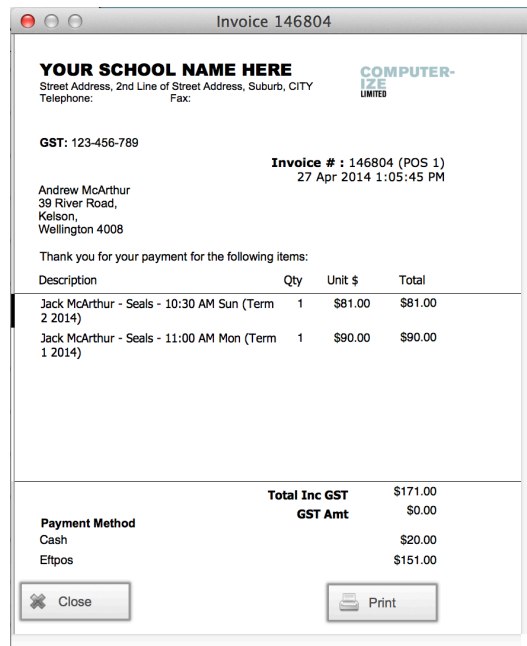 Invoice 146804
YOUR SCHOOL NAME HERE
Street Address, 2nd Line of Street Address, Suburb, CITY
Telephone: Fax:
COMPUTER-
IZE
LIMITED
GST: 123-456-789
Invoice # : 146804 (POS 1)
27 Apr 2014 1:05:45 PM
Andrew McArthur
39 River Road,
Kelson,
Wellington 4008
Thank you for your payment for the following items:
Description Qty Unit $ Total
Jack McArthur - Seals - 10:30 AM Sun (Term 1 $81.00 $81.00
2 2014)
Jack McArthur - Seals - 11:00 AM Mon (Term 1 $90.00 $90.00
1 2014)
Total Inc GST $171.00
GST Amt $0.00
Payment Method
Cash $20.00
Eftpos $151.00
Close Print